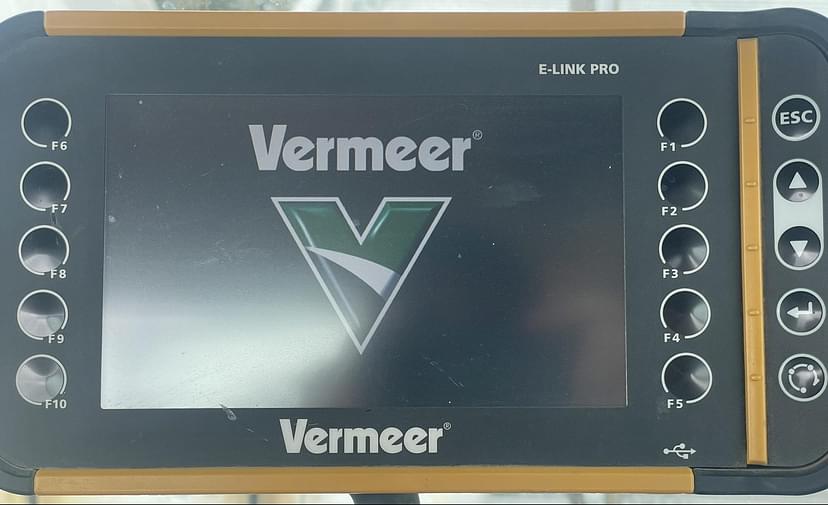 E-LINK PRO
Vermeer®
F6
F7
F8
F9
F10
F1
F2
F3
F4
F5
ESC
Vermeer®